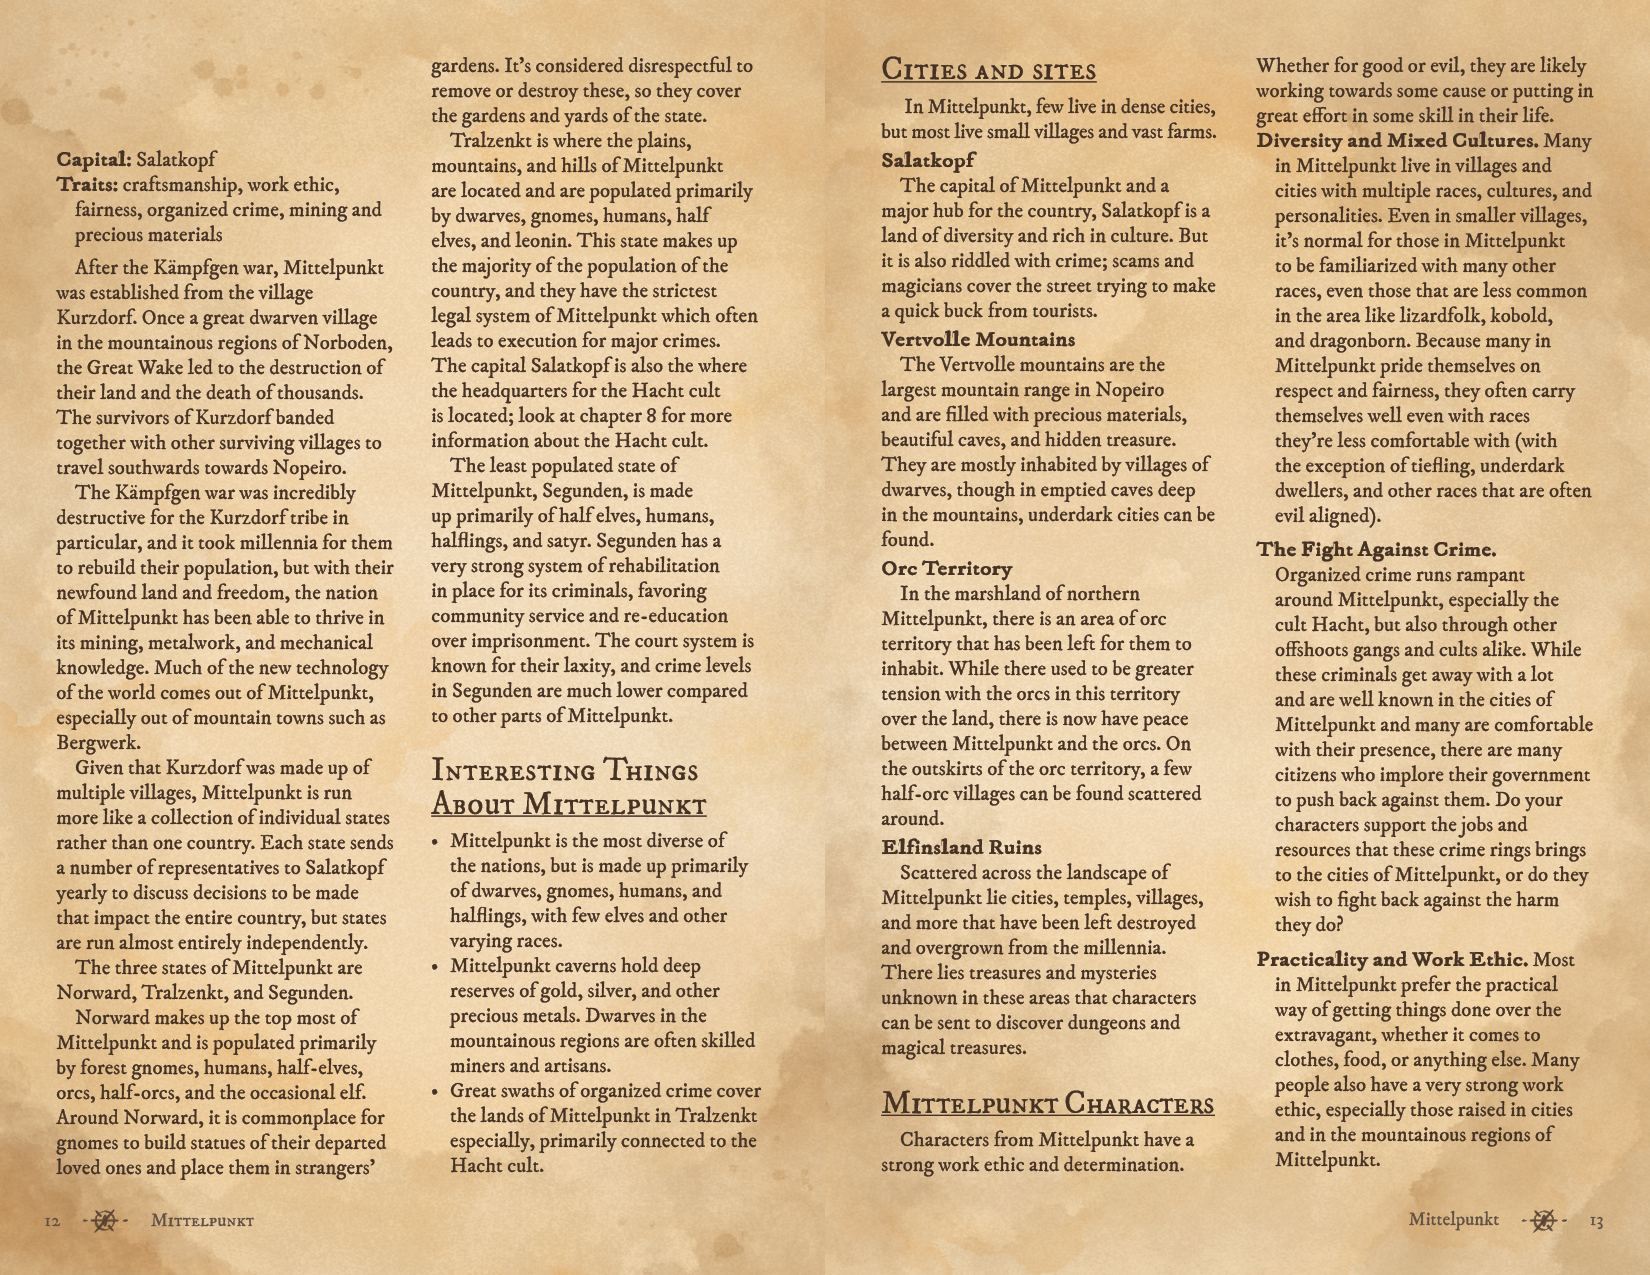 Capital: Salatkopf
Traits: craftsmanship, work ethic,
fairness, organized crime, mining and
precious materials
After the Kämpfgen war, Mittelpunkt
was established from the village
Kurzdorf. Once a great dwarven village
in the mountainous regions of Norboden,
the Great Wake led to the destruction of
their land and the death of thousands.
The survivors of Kurzdorf banded
together with other surviving villages to
travel southwards towards Nopeiro.
The Kämpfgen war was incredibly
destructive for the Kurzdorf tribe in
particular, and it took millennia for them
to rebuild their population, but with their
newfound land and freedom, the nation
of Mittelpunkt has been able to thrive in
its mining, metalwork, and mechanical
knowledge. Much of the new technology
of the world comes out of Mittelpunkt,
especially out of mountain towns such as
Bergwerk.
Given that Kurzdorf was made up of
multiple villages, Mittelpunkt is run
more like a collection of individual states
rather than one country. Each state sends
a number of representatives to Salatkopf
yearly to discuss decisions to be made
that impact the entire country, but states
are run almost entirely independently.
The three states of Mittelpunkt are
Norward, Tralzenkt, and Segunden.
Norward makes up the top most of
Mittelpunkt and is populated primarily
by forest gnomes, humans, half-elves,
orcs, half-orcs, and the occasional elf.
Around Norward, it is commonplace for
gnomes to build statues of their departed
loved ones and place them in strangers'
gardens. It's considered disrespectful to
remove or destroy these, so they cover
the gardens and yards of the state.
Tralzenkt is where the plains,
mountains, and hills of Mittelpunkt
are located and are populated primarily
by dwarves, gnomes, humans, half
elves, and leonin. This state makes up
the majority of the population of the
country, and they have the strictest
legal system of Mittelpunkt which often
leads to execution for major crimes.
The capital Salatkopf is also the where
the headquarters for the Hacht cult
is located; look at chapter 8 for more
information about the Hacht cult.
The least populated state of
Mittelpunkt, Segunden, is made
up primarily of half elves, humans,
halflings, and satyr. Segunden has a
very strong system of rehabilitation
in place for its criminals, favoring
community service and re-education
over imprisonment. The court system is
known for their laxity, and crime levels
in Segunden are much lower compared
to other parts of Mittelpunkt.
Interesting Things
About Mittelpunkt
• Mittelpunkt is the most diverse of
the nations, but is made up primarily
of dwarves, gnomes, humans, and
halflings, with few elves and other
varying races.
• Mittelpunkt caverns hold deep
reserves of gold, silver, and other
precious metals. Dwarves in the
mountainous regions are often skilled
miners and artisans.
• Great swaths of organized crime cover
the lands of Mittelpunkt in Tralzenkt
especially, primarily connected to the
Hacht cult.
12 Mittelpunkt
Cities and sites
In Mittelpunkt, few live in dense cities,
but most live small villages and vast farms.
Salatkopf
The capital of Mittelpunkt and a
major hub for the country, Salatkopf is a
land of diversity and rich in culture. But
it is also riddled with crime; scams and
magicians cover the street trying to make
a quick buck from tourists.
Vertvolle Mountains
The Vertvolle mountains are the
largest mountain range in Nopeiro
and are filled with precious materials,
beautiful caves, and hidden treasure.
They are mostly inhabited by villages of
dwarves, though in emptied caves deep
in the mountains, underdark cities can be
found.
Orc Territory
In the marshland of northern
Mittelpunkt, there is an area of orc
territory that has been left for them to
inhabit. While there used to be greater
tension with the orcs in this territory
over the land, there is now have peace
between Mittelpunkt and the orcs. On
the outskirts of the orc territory, a few
half-orc villages can be found scattered
around.
Elfinsland Ruins
Scattered across the landscape of
Mittelpunkt lie cities, temples, villages,
and more that have been left destroyed
and overgrown from the millennia.
There lies treasures and mysteries
unknown in these areas that characters
can be sent to discover dungeons and
magical treasures.
Mittelpunkt Characters
Characters from Mittelpunkt have a
strong work ethic and determination.
Whether for good or evil, they are likely
working towards some cause or putting in
great effort in some skill in their life.
Diversity and Mixed Cultures. Many
in Mittelpunkt live in villages and
cities with multiple races, cultures, and
personalities. Even in smaller villages,
it's normal for those in Mittelpunkt
to be familiarized with many other
races, even those that are less common
in the area like lizardfolk, kobold,
and dragonborn. Because many in
Mittelpunkt pride themselves on
respect and fairness, they often carry
themselves well even with races
they're less comfortable with (with
the exception of tiefling, underdark
dwellers, and other races that are often
evil aligned).
The Fight Against Crime.
Organized crime runs rampant
around Mittelpunkt, especially the
cult Hacht, but also through other
offshoots gangs and cults alike. While
these criminals get away with a lot
and are well known in the cities of
Mittelpunkt and many are comfortable
with their presence, there are many
citizens who implore their government
to push back against them. Do your
characters support the jobs and
resources that these crime rings brings
to the cities of Mittelpunkt, or do they
wish to fight back against the harm
they do?
Practicality and Work Ethic. Most
in Mittelpunkt prefer the practical
way of getting things done over the
extravagant, whether it comes to
clothes, food, or anything else. Many
people also have a very strong work
ethic, especially those raised in cities
and in the mountainous regions of
Mittelpunkt.
Mittelpunkt 13